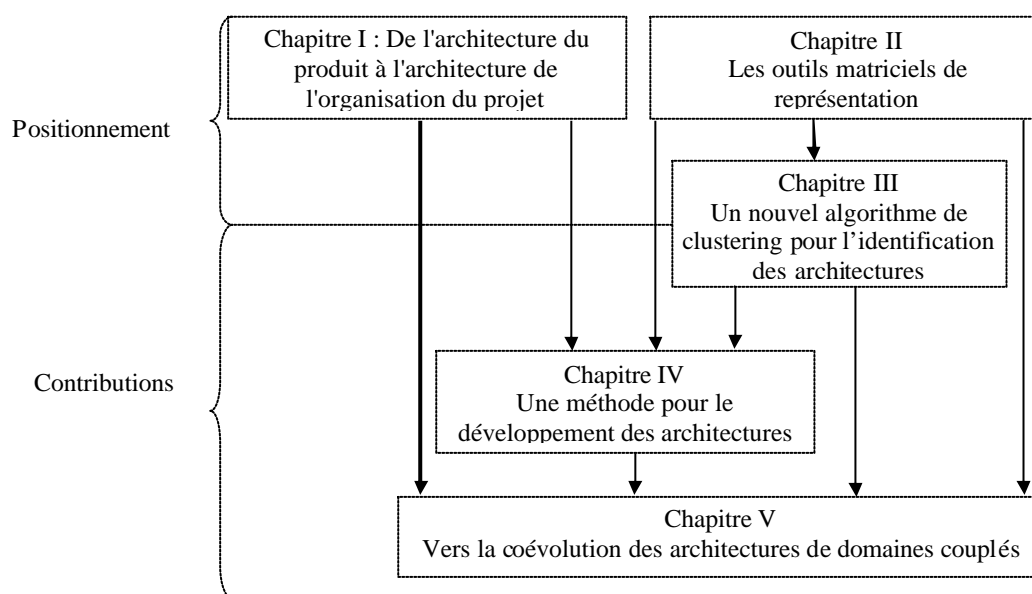 Chapitre I : De l'architecture du
produit à l'architecture de
l'organisation du projet
Chapitre II
Les outils matriciels de
représentation
Positionnement
Chapitre III
Un nouvel algorithme de
clustering pour l’identification
des architectures
Contributions
Chapitre IV
Une méthode pour le
développement des architectures
Chapitre V
Vers la coévolution des architectures de domaines couplés